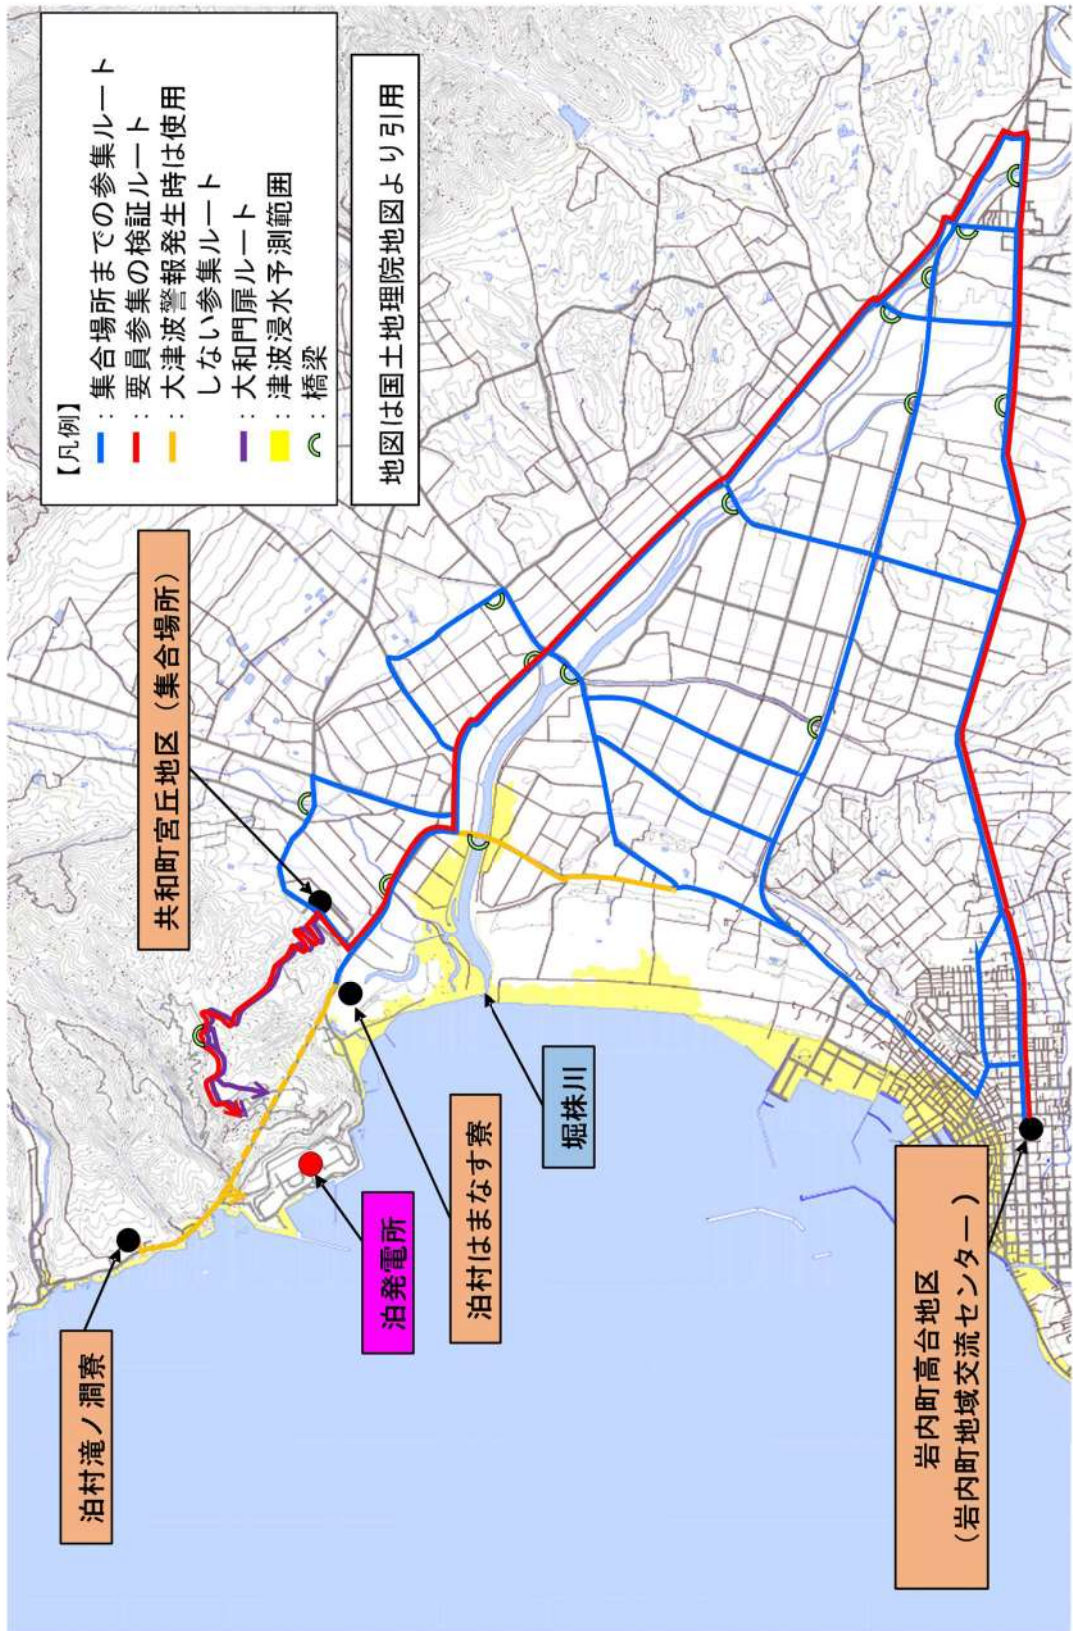 【凡例】
：集合場所までの参集ルート
：要員参集の検証ルート
：大津波警報発生時は使用
しない参集ルート
：大和門扉ルート
：津波浸水予測範囲
：橋梁
地図は国土地理院地図より引用
共和町宮丘地区（集合場所）
泊村滝ノ澗寮
泊発電所
泊村はまなす寮
堀株川
岩内町高台地区
（岩内町地域交流センター）